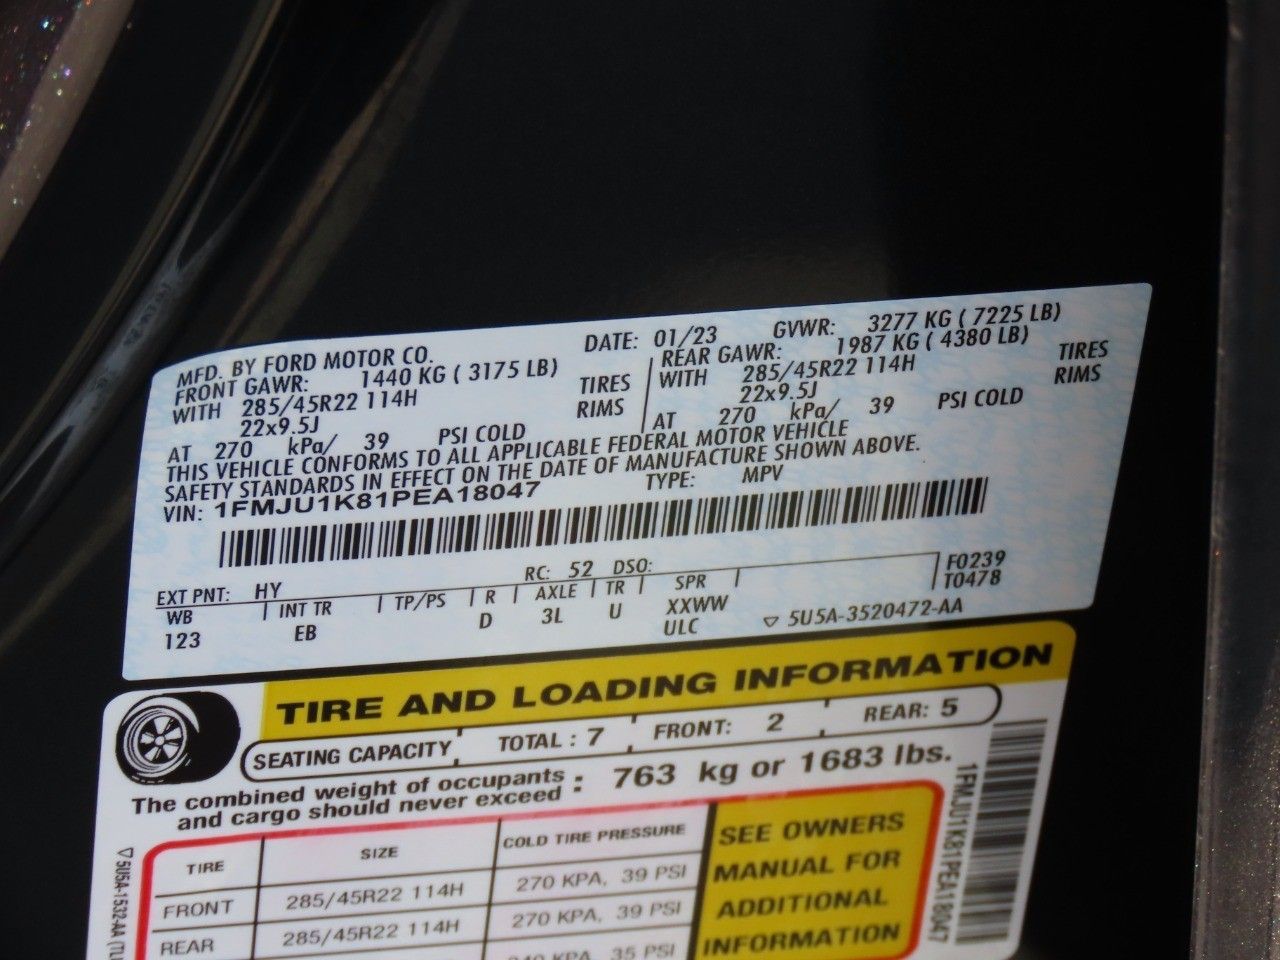 MFD. BY FORD MOTOR CO.
DATE: 01/23 GVWR: 3277 KG ( 7225 LB)
FRONT GAWR: 1440 KG ( 3175 LB)
WITH 285/45R22 114H TIRES
22x9.5J RIMS
AT 270 kPa/ 39 PSI COLD
REAR GAWR: 1987 KG ( 4380 LB)
WITH 285/45R22 114H TIRES
22x9.5J RIMS
AT 270 kPa/ 39 PSI COLD
THIS VEHICLE CONFORMS TO ALL APPLICABLE FEDERAL MOTOR VEHICLE
SAFETY STANDARDS IN EFFECT ON THE DATE OF MANUFACTURE SHOWN ABOVE.
VIN: 1FMJU1K81PEA18047 TYPE: MPV
EXT PNT: HY RC: 52 DSO: F0239
WB INT TR TP/PS R AXLE TR SPR T0478
123 EB D 3L U XXWW
ULC ▽ 5U5A-3520472-AA
TIRE AND LOADING INFORMATION
SEATING CAPACITY TOTAL : 7 FRONT: 2 REAR: 5
The combined weight of occupants
and cargo should never exceed : 763 kg or 1683 lbs.
TIRE SIZE COLD TIRE PRESSURE
FRONT 285/45R22 114H 270 KPA, 39 PSI
REAR 285/45R22 114H 270 KPA, 39 PSI
35 PSI
SEE OWNERS
MANUAL FOR
ADDITIONAL
INFORMATION
1FMJU1K81PEA18047
▽5U5A-1532-AA